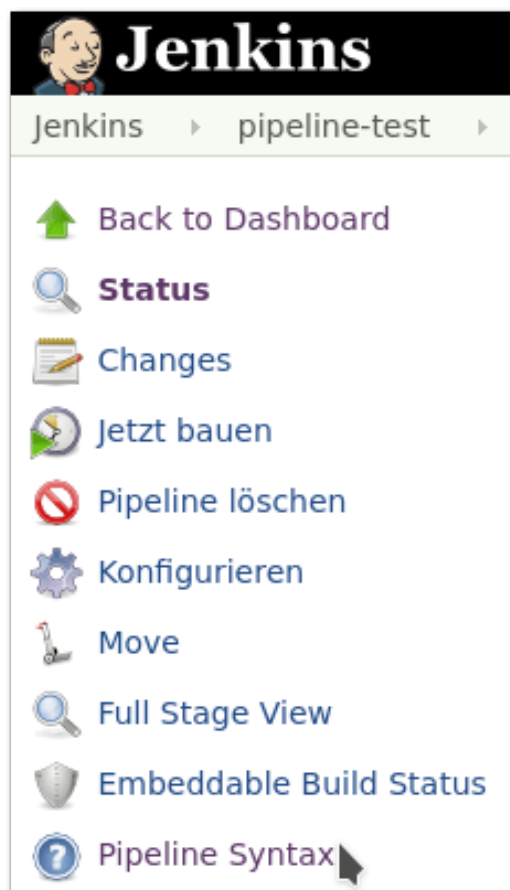 Jenkins
Jenkins pipeline-test
Back to Dashboard
Status
Changes
Jetzt bauen
Pipeline löschen
Konfigurieren
Move
Full Stage View
Embeddable Build Status
Pipeline Syntax